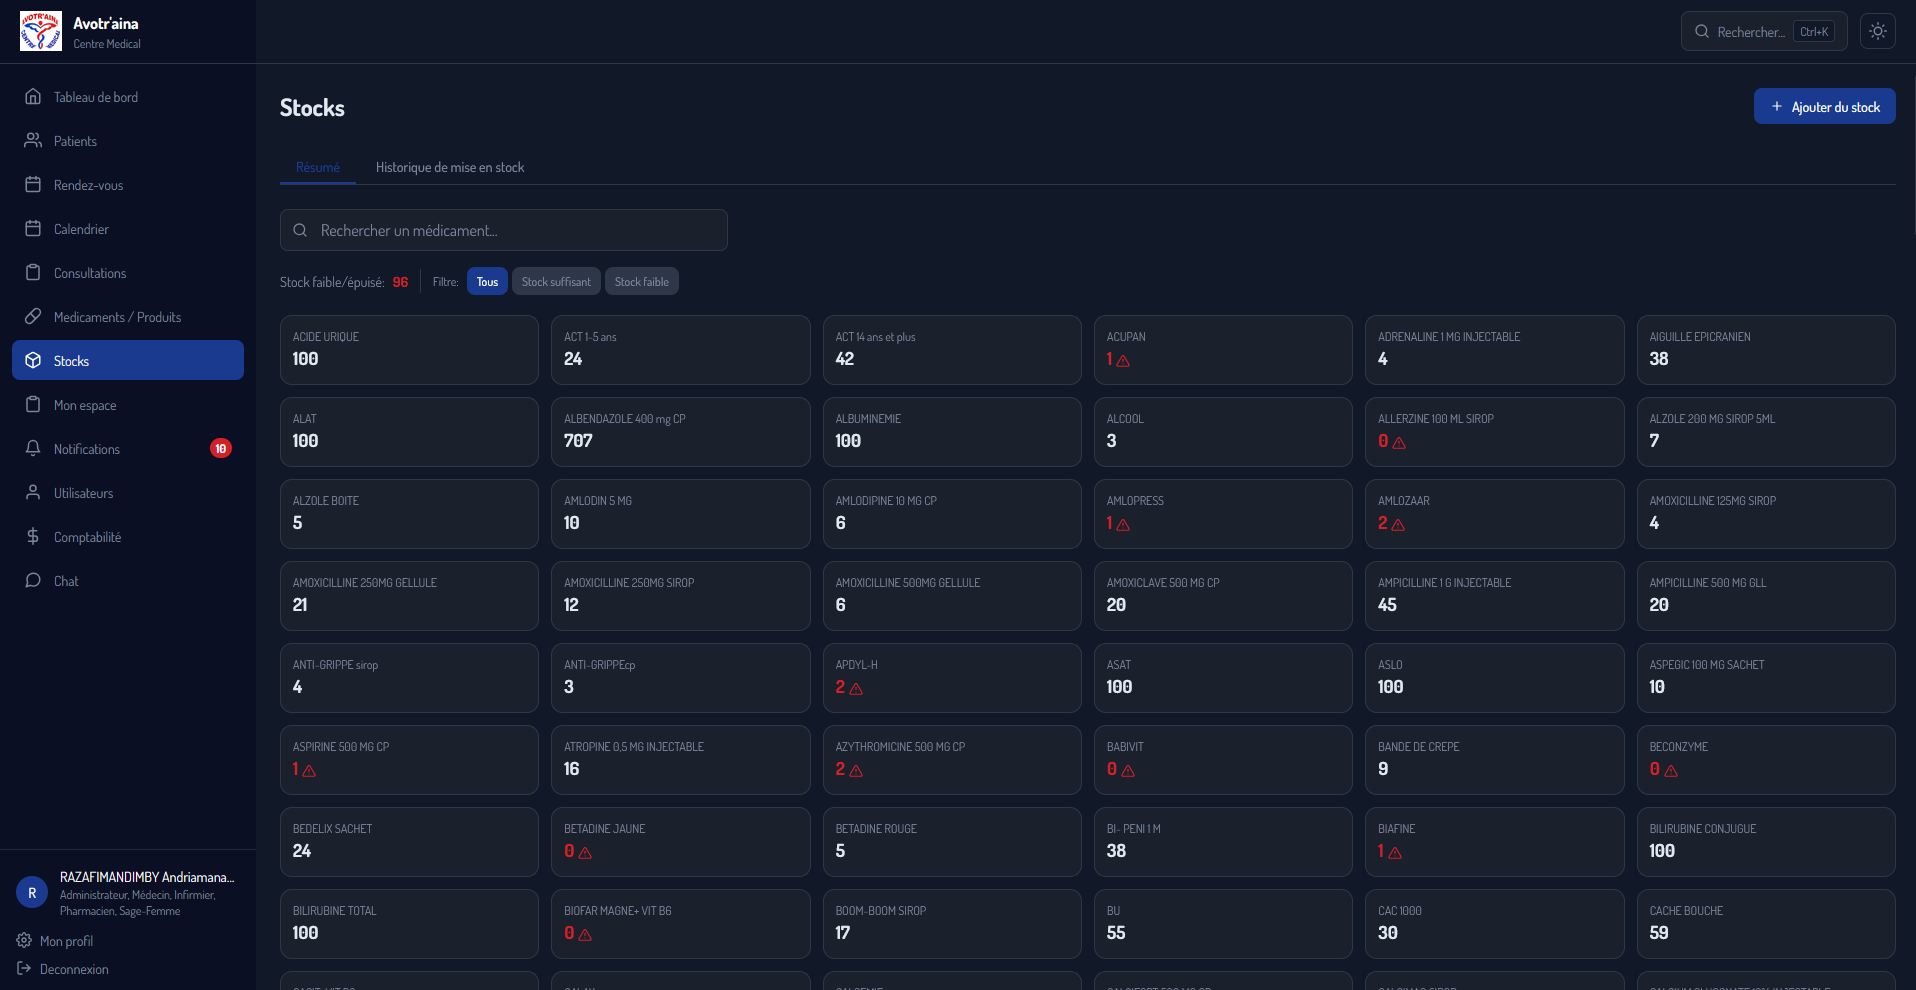 Avotr'aina
Centre Medical
Rechercher... Ctrl+K
Tableau de bord
Patients
Rendez-vous
Calendrier
Consultations
Medicaments / Produits
Stocks
Mon espace
Notifications 10
Utilisateurs
Comptabilité
Chat
R
RAZAFIMANDIMBY Andriamana...
Administrateur, Médecin, Infirmier,
Pharmacien, Sage-Femme
Mon profil
Deconnexion
Stocks
+ Ajouter du stock
Résumé Historique de mise en stock
Rechercher un médicament...
Stock faible/épuisé: 96 Filtre: Tous Stock suffisant Stock faible
ACIDE URIQUE ACT 1-5 ans ACT 14 ans et plus ACUPAN ADRENALINE 1 MG INJECTABLE AIGUILLE EPICRANIEN
100 24 42 1 4 38
ALAT ALBENDAZOLE 400 mg CP ALBUMINEMIE ALCOOL ALLERZINE 100 ML SIROP ALZOLE 200 MG SIROP 5ML
100 707 100 3 0 7
ALZOLE BOITE AMLODIN 5 MG AMLODIPINE 10 MG CP AMLOPRESS AMLOZAAR AMOXICILLINE 125MG SIROP
5 10 6 1 2 4
AMOXICILLINE 250MG GELLULE AMOXICILLINE 250MG SIROP AMOXICILLINE 500MG GELLULE AMOXICLAVE 500 MG CP AMPICILLINE 1 G INJECTABLE AMPICILLINE 500 MG GLL
21 12 6 20 45 20
ANTI-GRIPPE sirop ANTI-GRIPPEcp APDYL-H ASAT ASLO ASPEGIC 100 MG SACHET
4 3 2 100 100 10
ASPIRINE 500 MG CP ATROPINE 0,5 MG INJECTABLE AZYTHROMICINE 500 MG CP BABIVIT BANDE DE CREPE BECONZYME
1 16 2 0 9 0
BEDELIX SACHET BETADINE JAUNE BETADINE ROUGE BI- PENI 1 M BIAFINE BILIRUBINE CONJUGUE
24 0 5 38 1 100
BILIRUBINE TOTAL BIOFAR MAGNE+ VIT B6 BOOM-BOOM SIROP BU CAC 1000 CACHE BOUCHE
100 0 17 55 30 59